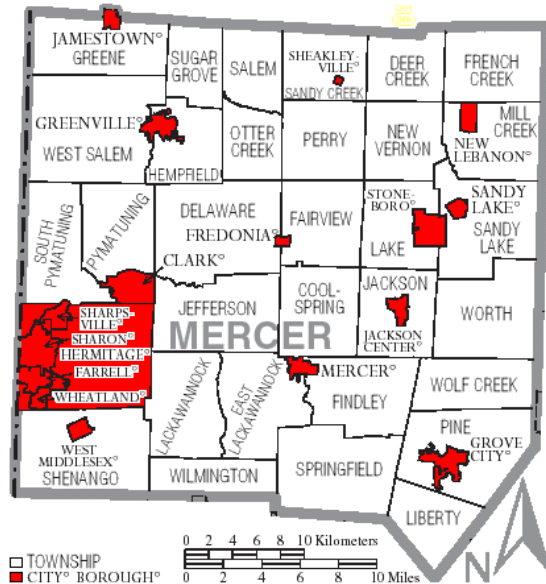 JAMESTOWN°
GREENE
SUGAR
GROVE
SALEM
SHEAKLEY-
VILLE°
SANDY CREEK
DEER
CREEK
FRENCH
CREEK
GREENVILLE°
WEST SALEM
HEMPFIELD
OTTER
CREEK
PERRY
NEW
VERNON
MILL
CREEK
NEW
LEBANON°
SOUTH
PYMATUNING
PYMATUNING
DELAWARE
FREDONIA°
FAIRVIEW
STONE-
BORO°
LAKE
SANDY
LAKE°
SANDY
LAKE
CLARK°
JEFFERSON
COOL-
SPRING
JACKSON
JACKSON
CENTER°
WORTH
MERCER
SHARPS-
VILLE°
SHARON°
HERMITAGE°
FARRELL°
WHEATLAND°
LACKAWANNOCK
EAST
LACKAWANNOCK
MERCER°
FINDLEY
WOLF CREEK
WEST
MIDDLESEX°
SHENANGO
WILMINGTON
SPRINGFIELD
PINE
GROVE
CITY°
LIBERTY
TOWNSHIP
CITY° BOROUGH°
0 2 4 6 8 10 Kilometers
0 2 4 6 8 10 Miles
N